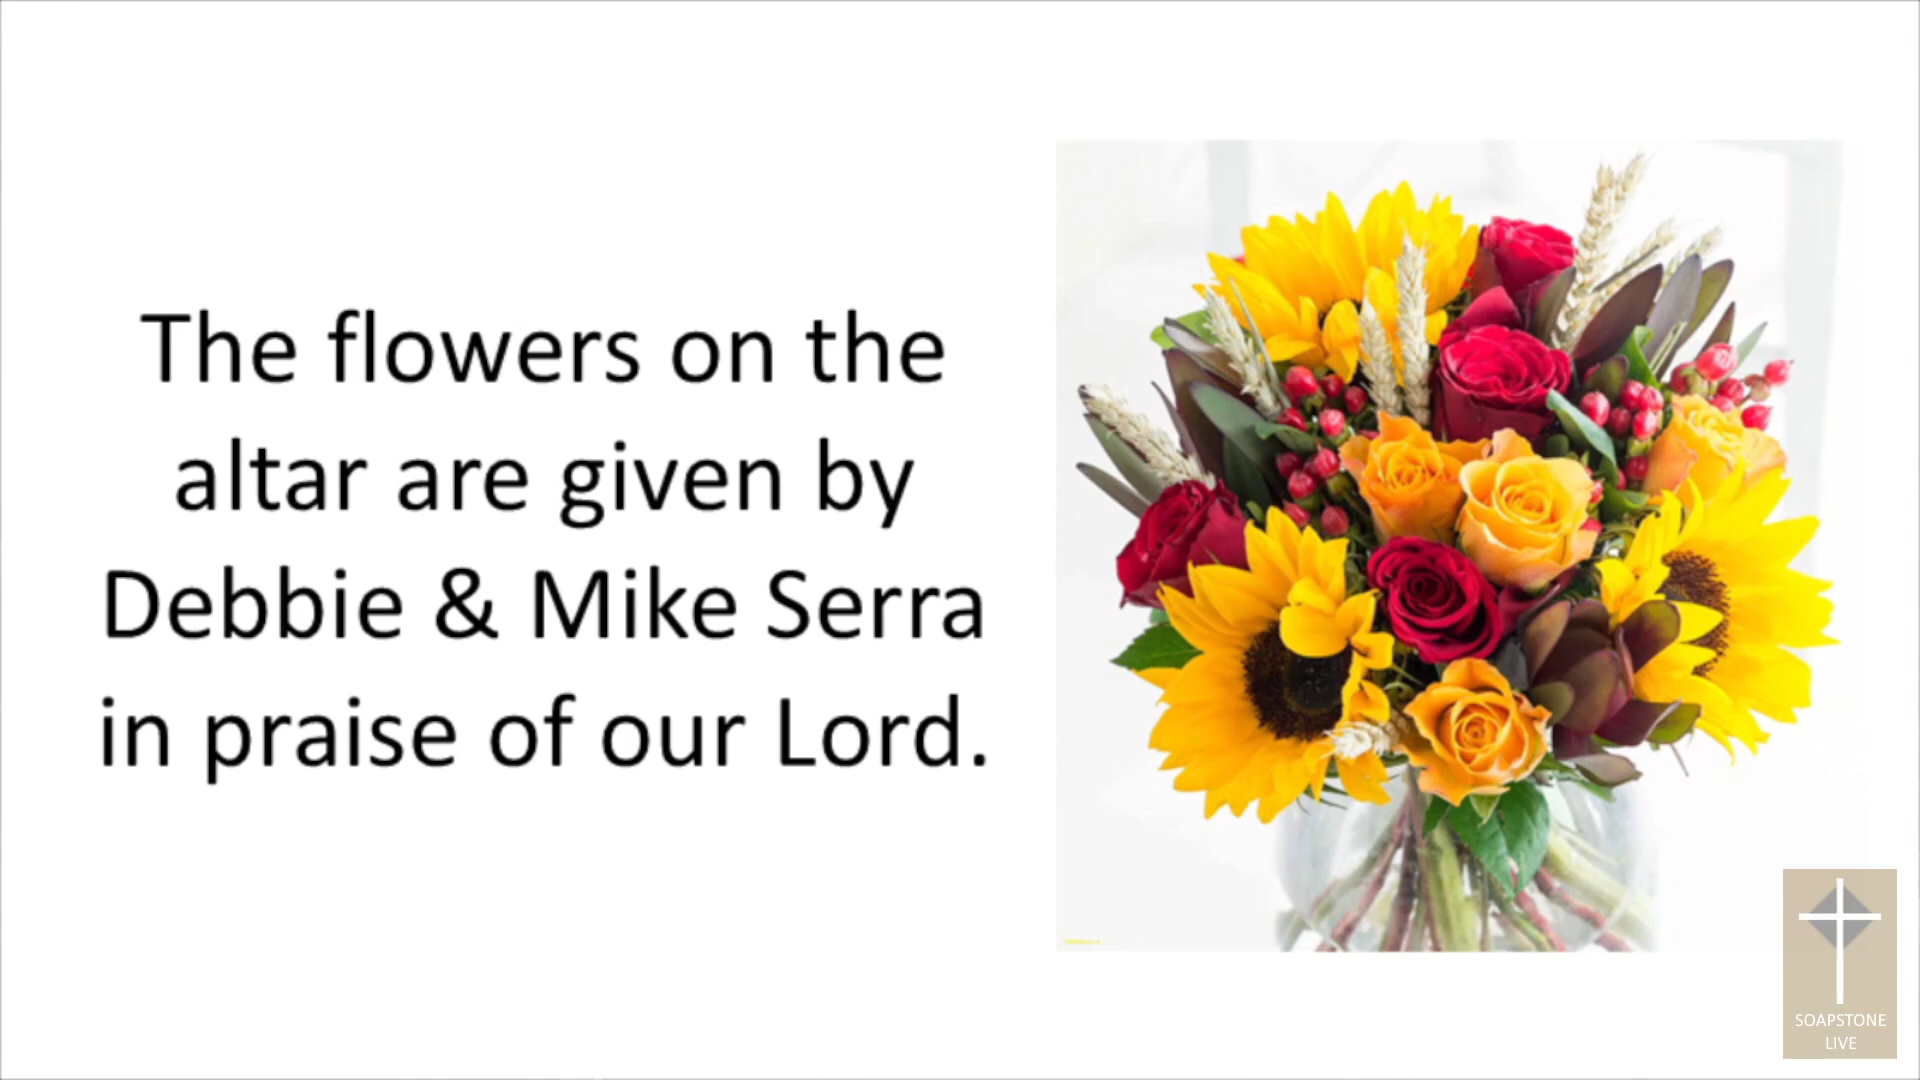 The flowers on the
altar are given by
Debbie & Mike Serra
in praise of our Lord.
SOAPSTONE
LIVE